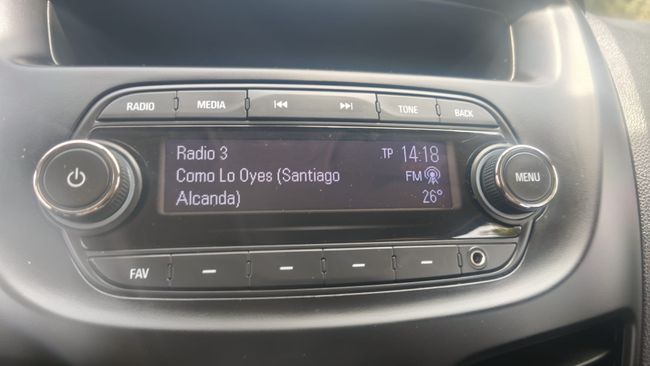 RADIO MEDIA TONE BACK
Radio 3 TP 14:18
Como Lo Oyes (Santiago FM
Alcanda) 26°
MENU
FAV